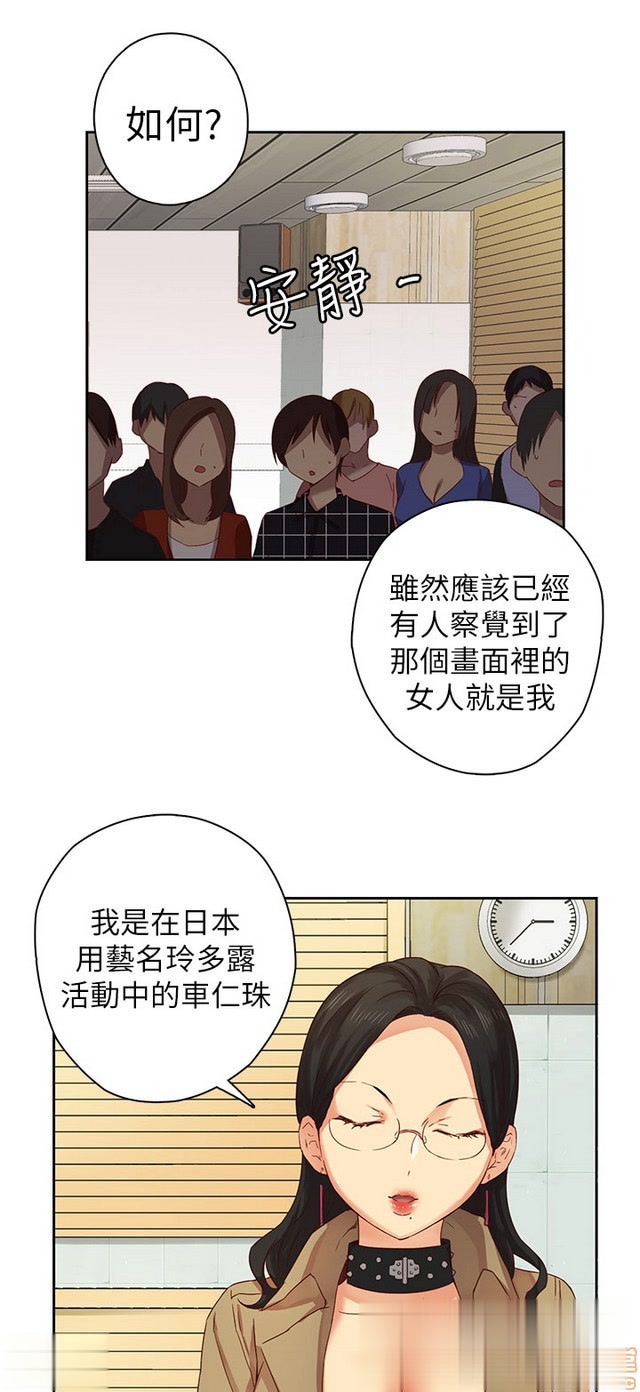 如何?
安靜-
雖然應該已經
有人察覺到了
那個畫面裡的
女人就是我
我是在日本
用藝名玲多露
活動中的車仁珠